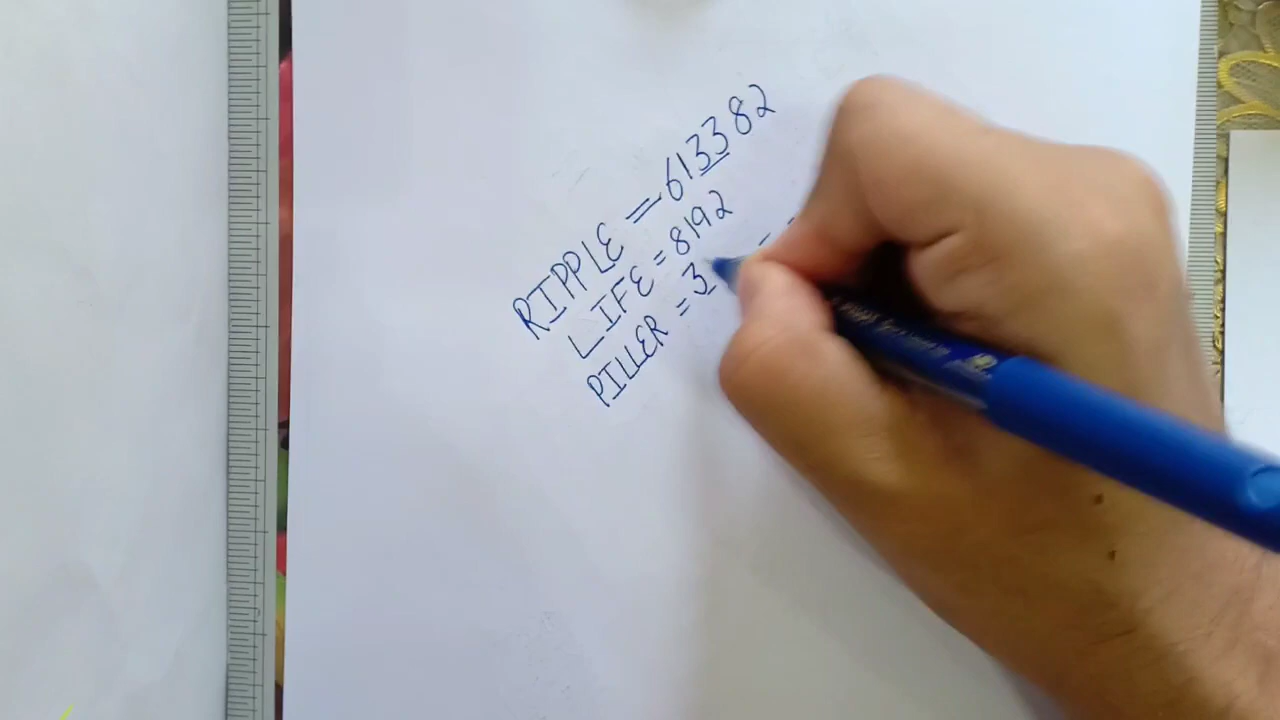 RIPPLE = 613382
LIFE = 8192
PILLER = 3